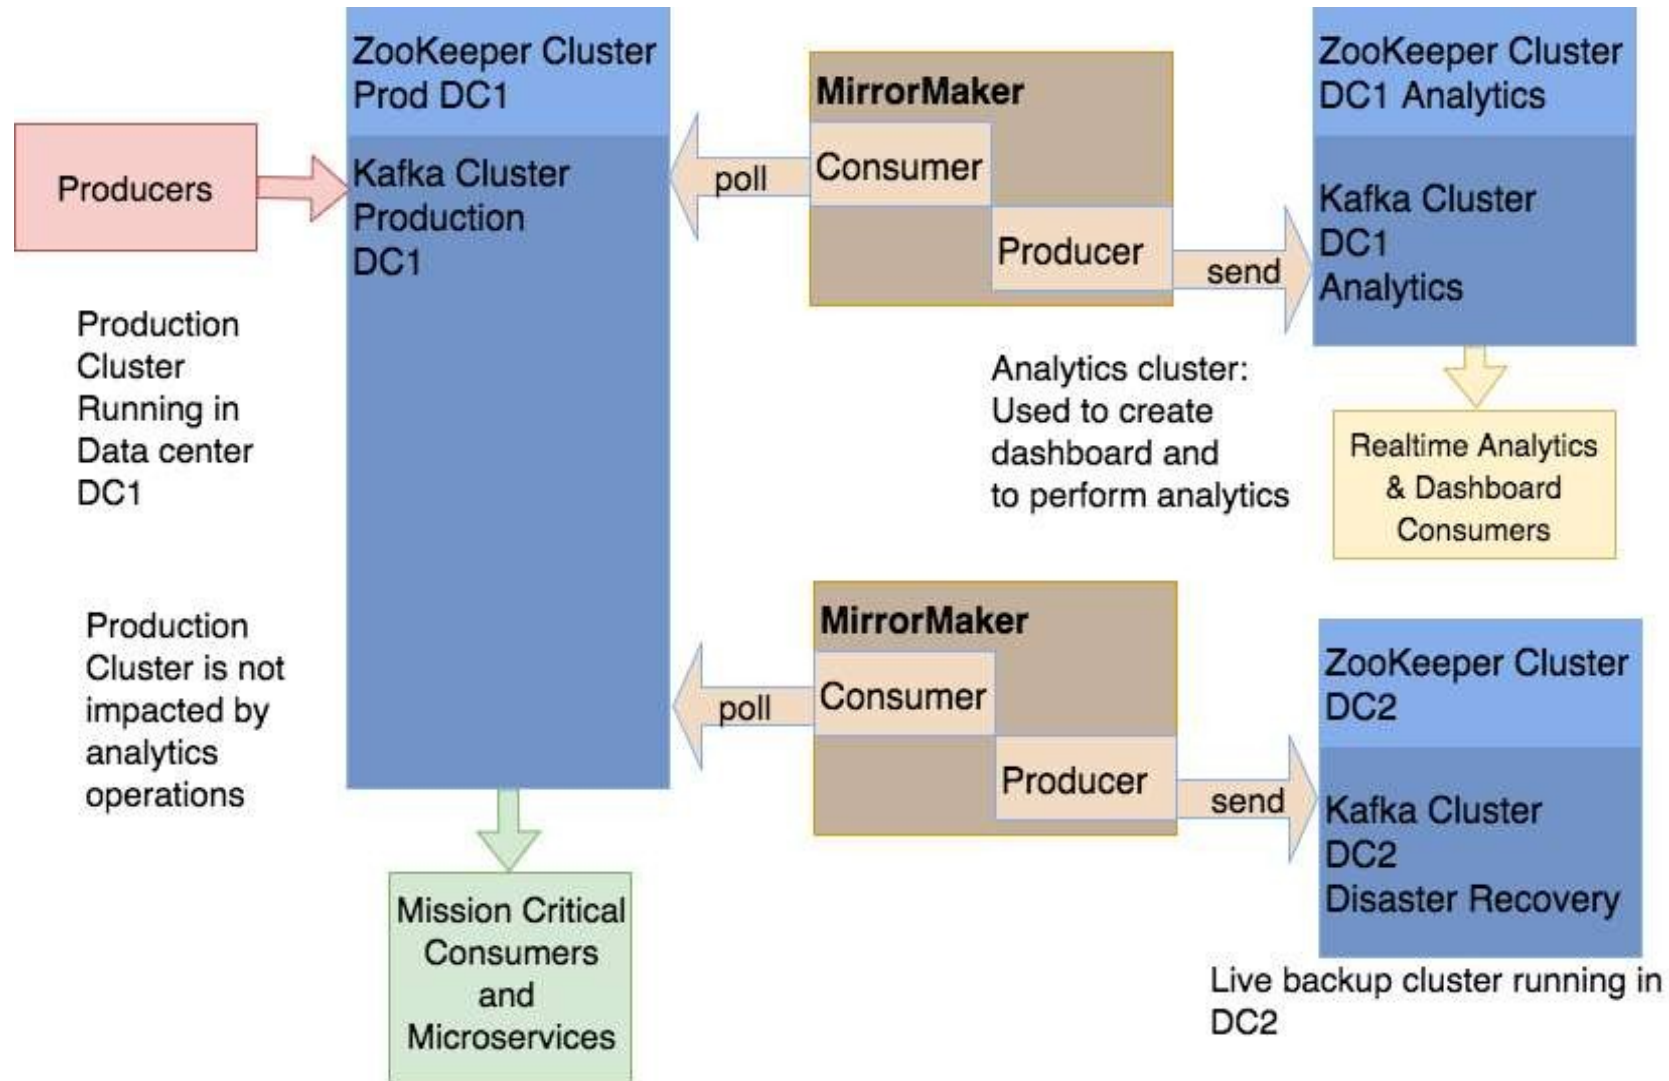 ZooKeeper Cluster
Prod DC1
Kafka Cluster
Production
DC1
Producers
Production
Cluster
Running in
Data center
DC1
Production
Cluster is not
impacted by
analytics
operations
Mission Critical
Consumers
and
Microservices
MirrorMaker
Consumer
poll
Producer
send
ZooKeeper Cluster
DC1 Analytics
Kafka Cluster
DC1
Analytics
Analytics cluster:
Used to create
dashboard and
to perform analytics
Realtime Analytics
& Dashboard
Consumers
MirrorMaker
Consumer
poll
Producer
send
ZooKeeper Cluster
DC2
Kafka Cluster
DC2
Disaster Recovery
Live backup cluster running in
DC2